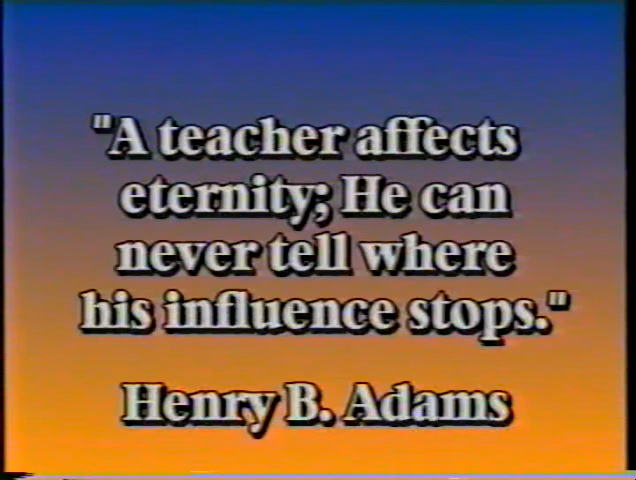 "A teacher affects
eternity; He can
never tell where
his influence stops."
Henry B. Adams